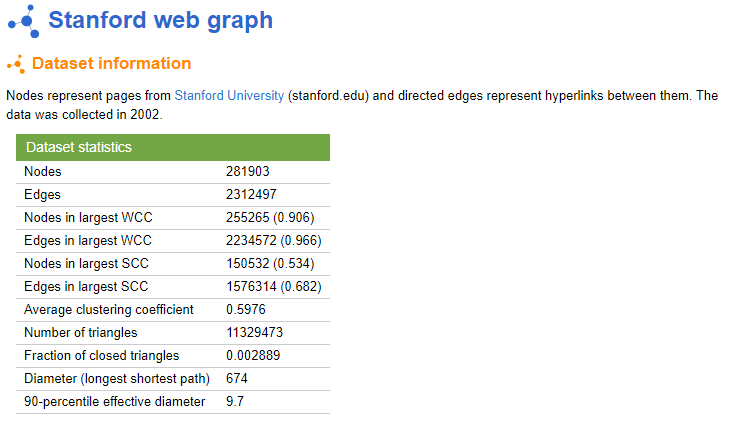 Stanford web graph
Dataset information
Nodes represent pages from Stanford University (stanford.edu) and directed edges represent hyperlinks between them. The
data was collected in 2002.
Dataset statistics
Nodes 281903
Edges 2312497
Nodes in largest WCC 255265 (0.906)
Edges in largest WCC 2234572 (0.966)
Nodes in largest SCC 150532 (0.534)
Edges in largest SCC 1576314 (0.682)
Average clustering coefficient 0.5976
Number of triangles 11329473
Fraction of closed triangles 0.002889
Diameter (longest shortest path) 674
90-percentile effective diameter 9.7